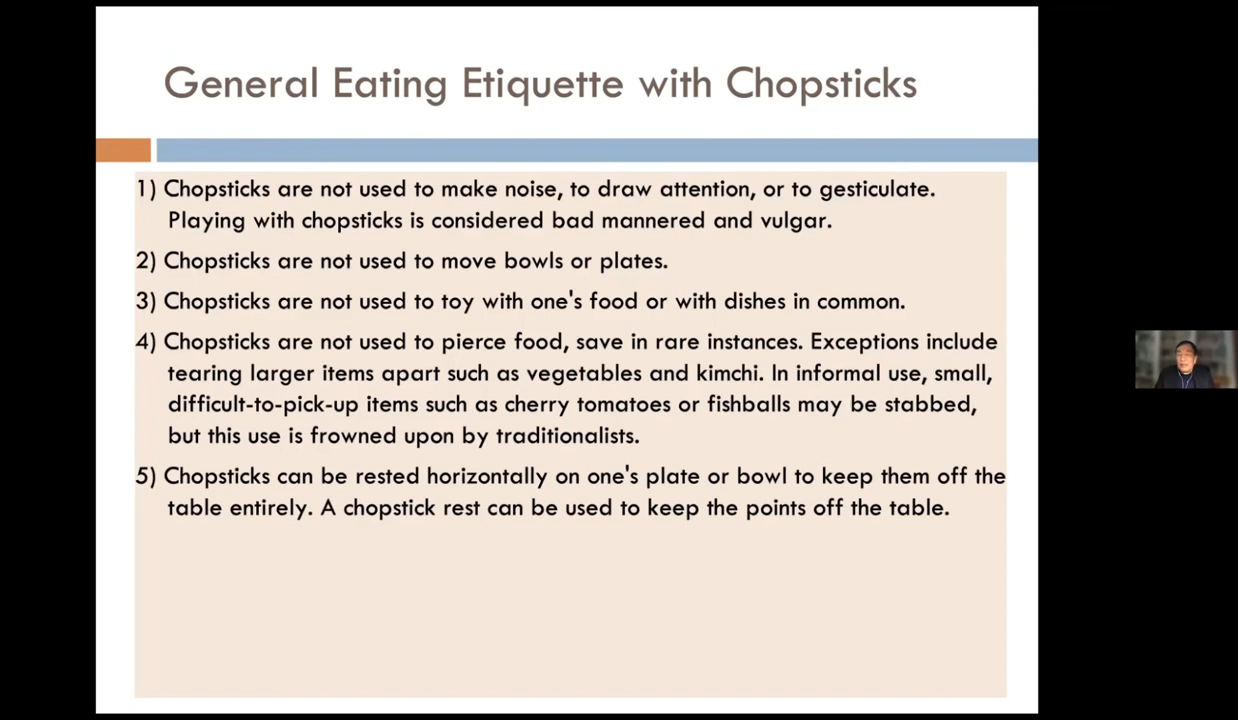 General Eating Etiquette with Chopsticks
1) Chopsticks are not used to make noise, to draw attention, or to gesticulate.
Playing with chopsticks is considered bad mannered and vulgar.
2) Chopsticks are not used to move bowls or plates.
3) Chopsticks are not used to toy with one's food or with dishes in common.
4) Chopsticks are not used to pierce food, save in rare instances. Exceptions include
tearing larger items apart such as vegetables and kimchi. In informal use, small,
difficult-to-pick-up items such as cherry tomatoes or fishballs may be stabbed,
but this use is frowned upon by traditionalists.
5) Chopsticks can be rested horizontally on one's plate or bowl to keep them off the
table entirely. A chopstick rest can be used to keep the points off the table.